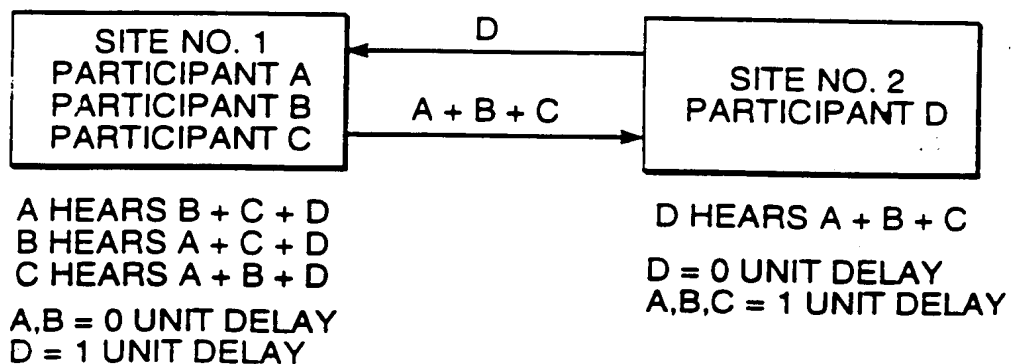 SITE NO. 1
PARTICIPANT A
PARTICIPANT B
PARTICIPANT C
D
A + B + C
SITE NO. 2
PARTICIPANT D
A HEARS B + C + D
B HEARS A + C + D
C HEARS A + B + D
A,B = 0 UNIT DELAY
D = 1 UNIT DELAY
D HEARS A + B + C
D = 0 UNIT DELAY
A,B,C = 1 UNIT DELAY